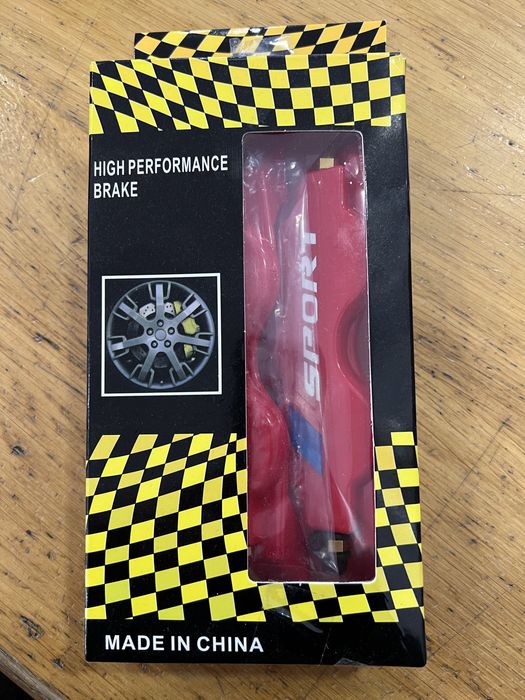 HIGH PERFORMANCE
BRAKE
SPORT
MADE IN CHINA